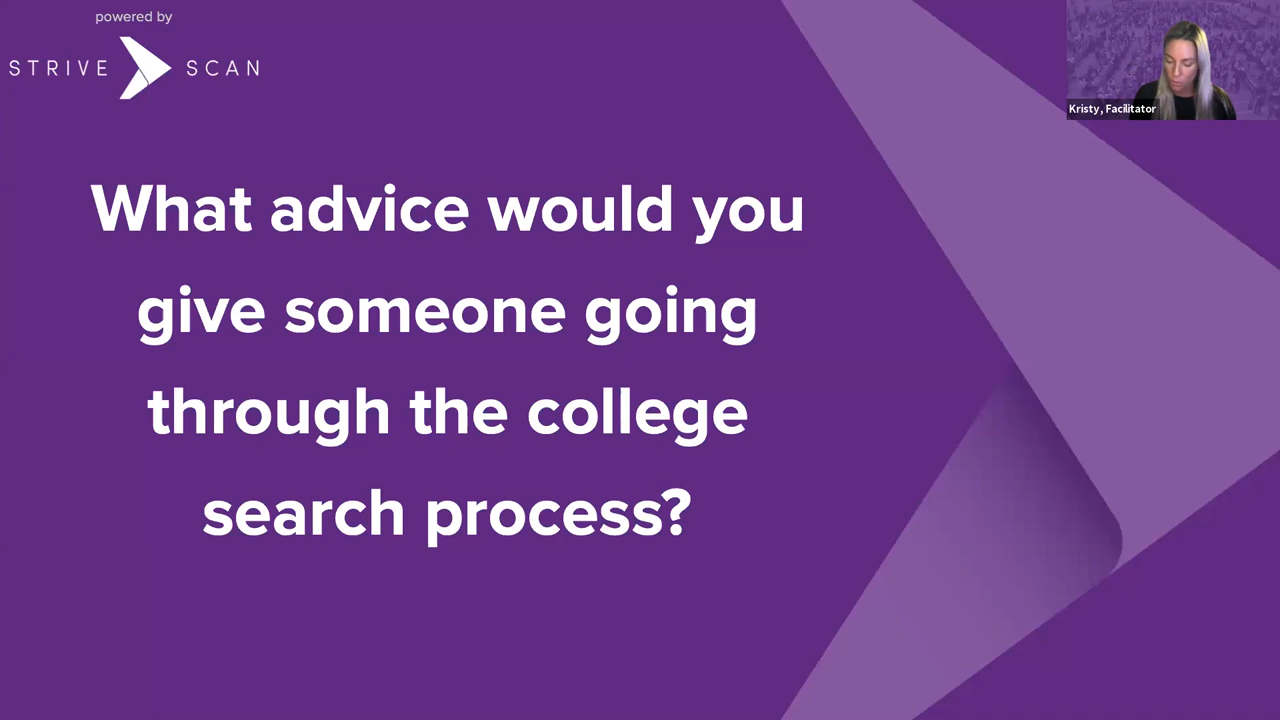 powered by
STRIVE SCAN
Kristy, Facilitator
What advice would you
give someone going
through the college
search process?